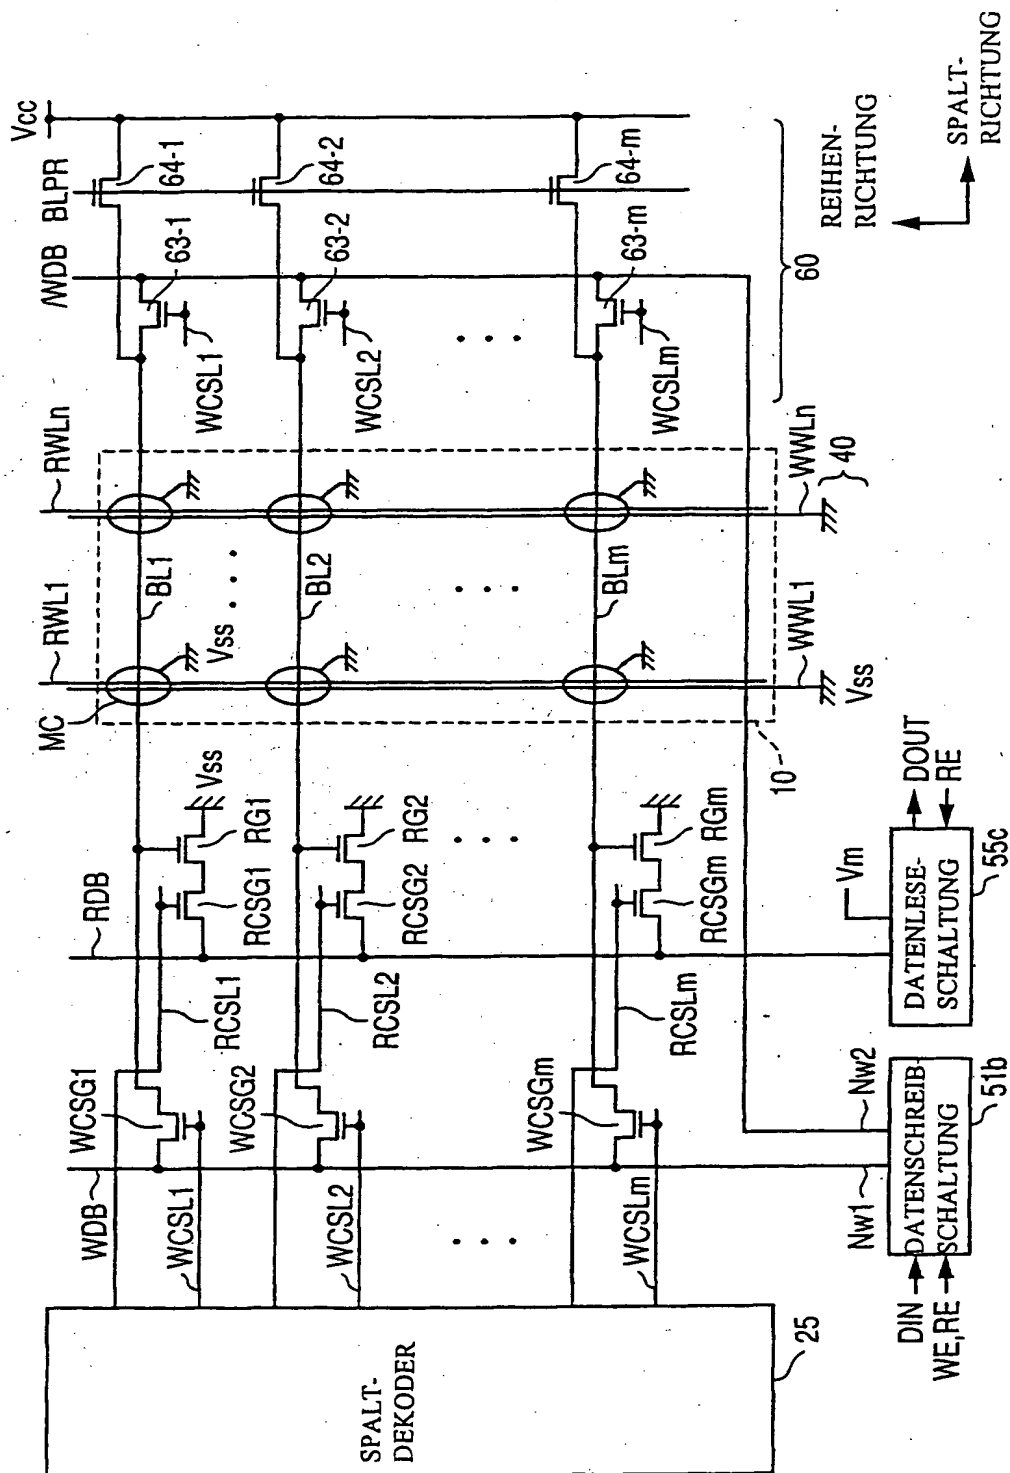 Vcc
/WDB BLPR
64-1
63-1
WCSL1
64-2
63-2
WCSL2
64-m
63-m
WCSLm
60
REIHEN-
RICHTUNG
SPALT-
RICHTUNG
RWLn
RWL1
BL1
Vss
MC
BL2
BLm
WWLn
40
WWL1
Vss
10
RDB
Vss
RG1
RCSG1
RCSL1
RG2
RCSG2
RCSL2
RGm
RCSGm
RCSLm
WDB
WCSG1
WCSL1
WCSG2
WCSL2
WCSGm
WCSLm
Vm
DOUT
RE
DATENLESE-
SCHALTUNG
55c
Nw2
Nw1
DATENSCHREIB-
SCHALTUNG
51b
DIN
WE,RE
SPALT-
DEKODER
25